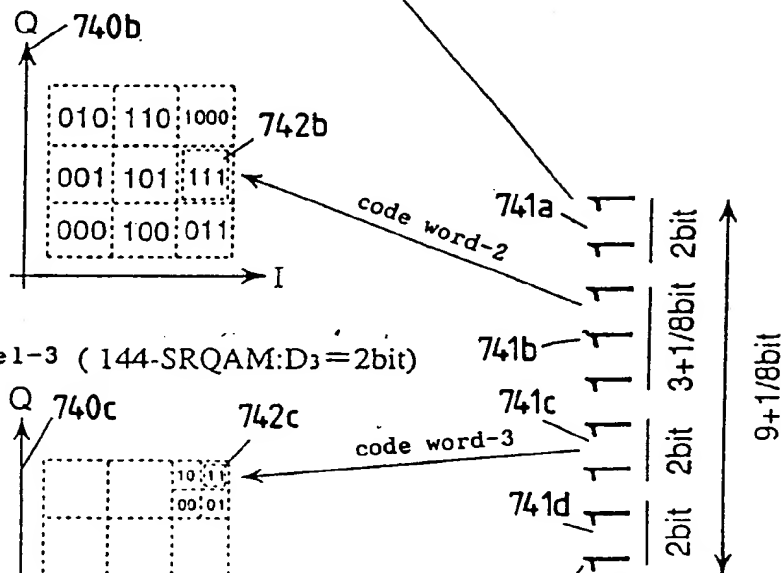 Q 740b
010 110 1000
742b
001 101 111
000 100 011
I
code word-2
741a
2bit
741b
3+1/8bit
9+1/8bit
el-3 ( 144-SRQAM:D3=2bit)
Q 740c 742c
741c
code word-3
2bit
10 11
00 01
741d
2bit